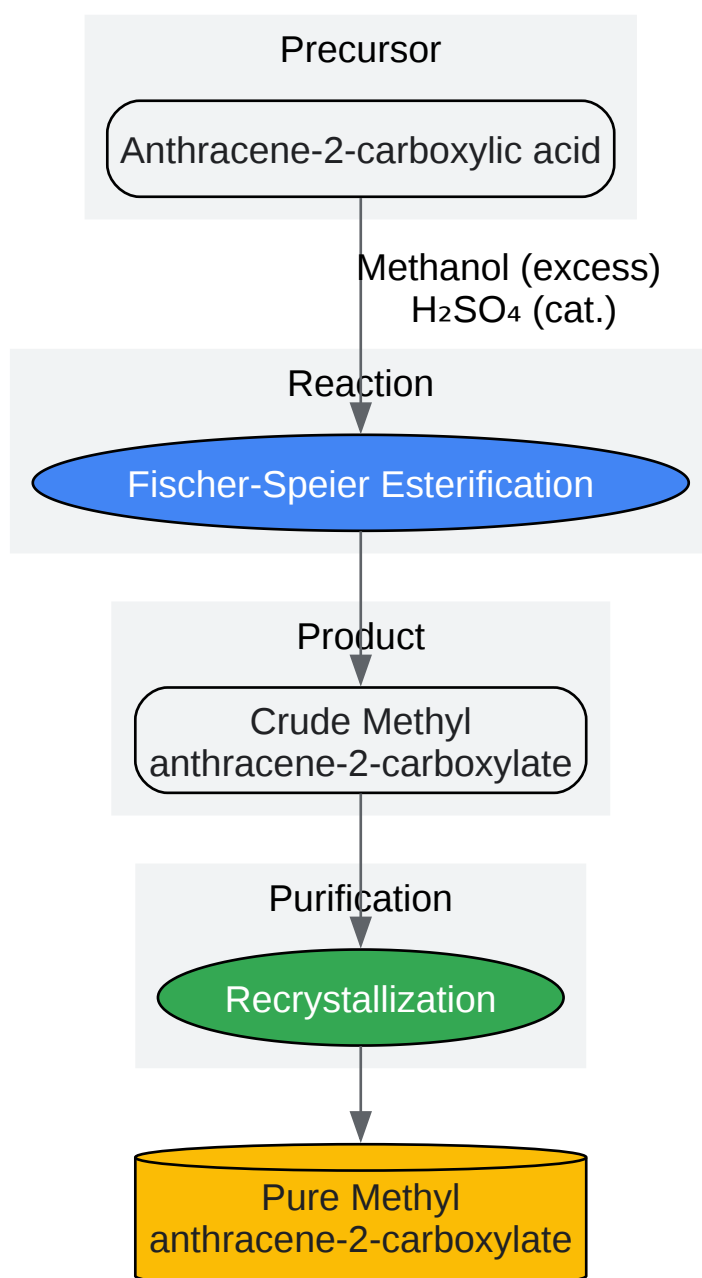 Precursor
Anthracene-2-carboxylic acid
Methanol (excess)
H₂SO₄ (cat.)
Reaction
Fischer-Speier Esterification
Product
Crude Methyl
anthracene-2-carboxylate
Purification
Recrystallization
Pure Methyl
anthracene-2-carboxylate